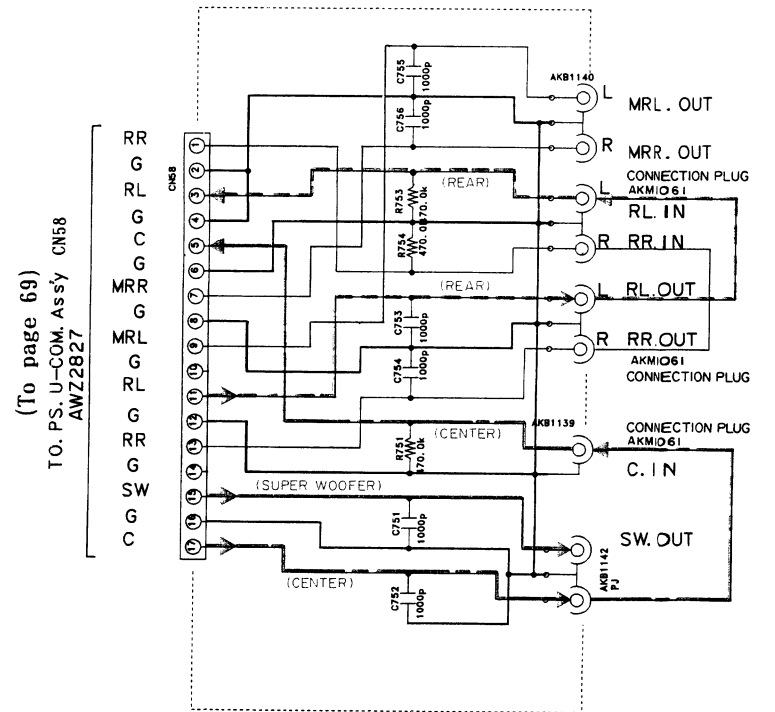 (To page 69)
TO. PS. U-COM. Ass'y CN58
AWZ2827
RR
G
RL
G
C
G
MRR
G
MRL
G
RL
G
RR
G
SW
G
C
CN58
1
2
3
4
5
6
7
8
9
10
11
12
13
14
15
16
17
C755
1000p
C756
1000p
(REAR)
R753
470.0k
R754
470.0k
(REAR)
C753
1000p
C754
1000p
(CENTER)
R751
470.0k
(SUPER WOOFER)
C751
1000p
(CENTER)
C752
1000p
AKB1140
L
MRL. OUT
R
MRR. OUT
CONNECTION PLUG
AKM1061
L
RL. IN
R
RR. IN
L
RL. OUT
R
RR. OUT
AKM1061
CONNECTION PLUG
AKB1139
CONNECTION PLUG
AKM1061
C. IN
SW. OUT
AKB1142
PJ